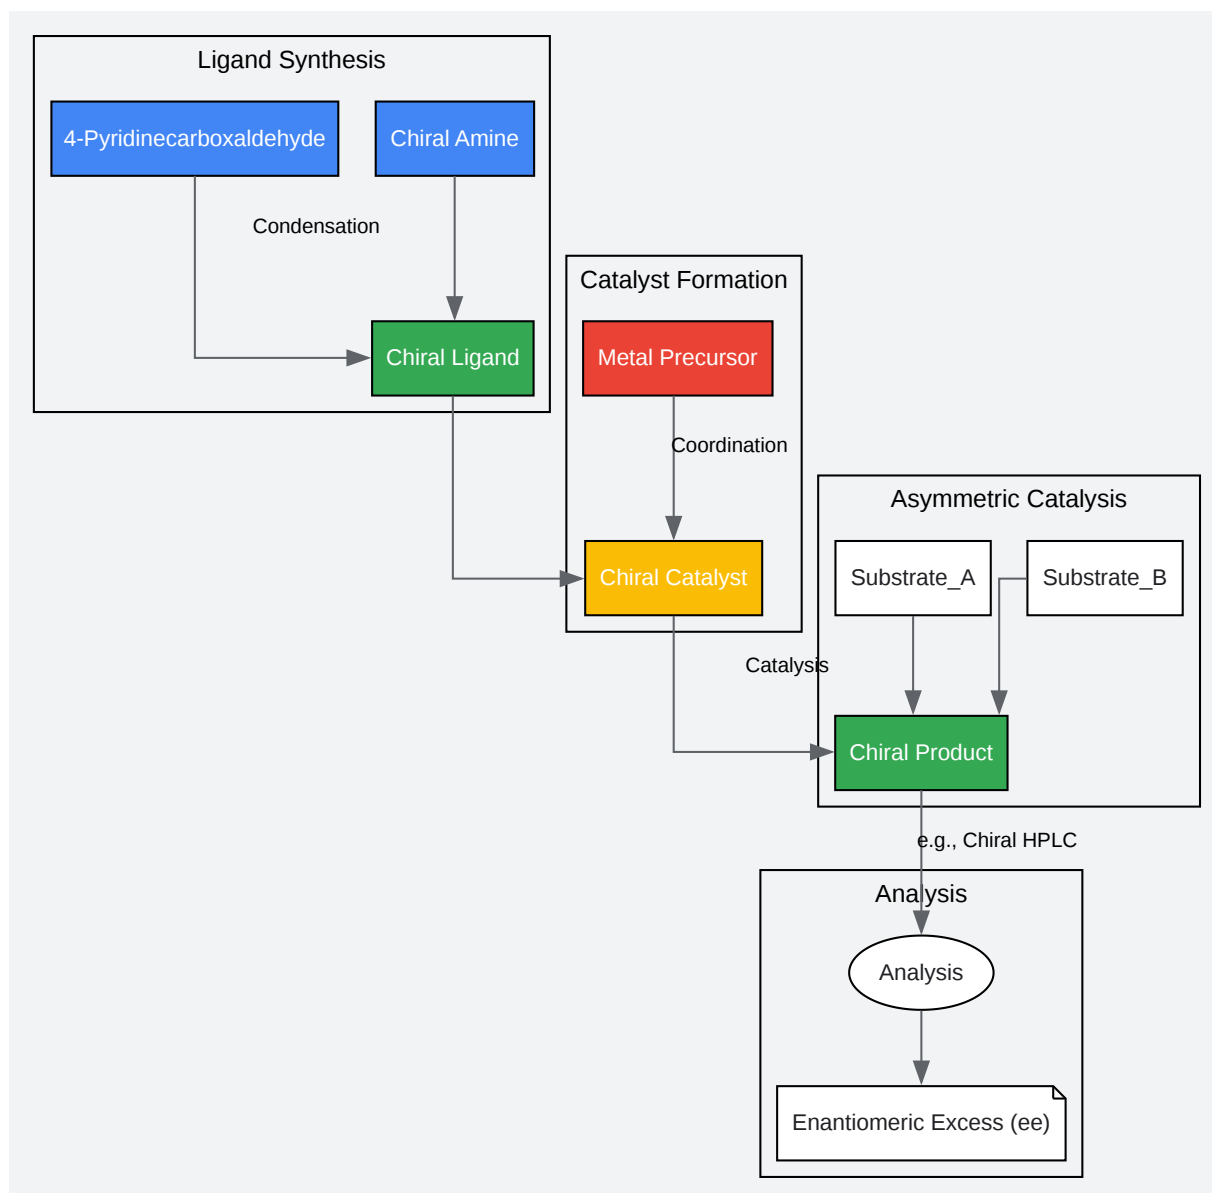 Ligand Synthesis
4-Pyridinecarboxaldehyde
Chiral Amine
Condensation
Chiral Ligand
Catalyst Formation
Metal Precursor
Coordination
Chiral Catalyst
Asymmetric Catalysis
Substrate_A
Substrate_B
Catalysis
Chiral Product
e.g., Chiral HPLC
Analysis
Analysis
Enantiomeric Excess (ee)